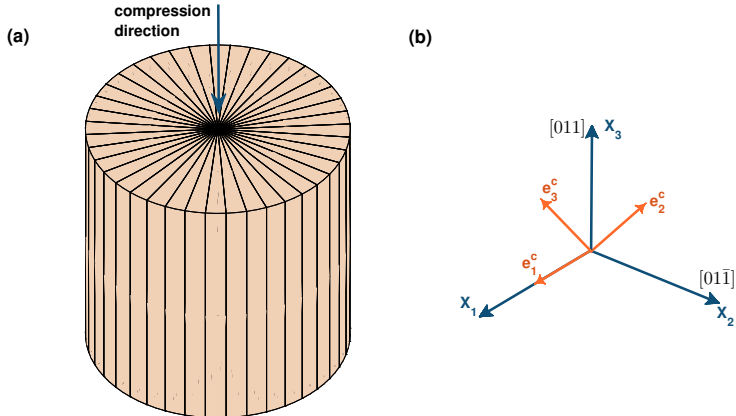 (a)
compression
direction
(b)
[011]
X₃
e₃ᶜ
e₂ᶜ
e₁ᶜ
X₁
[011̅]
X₂